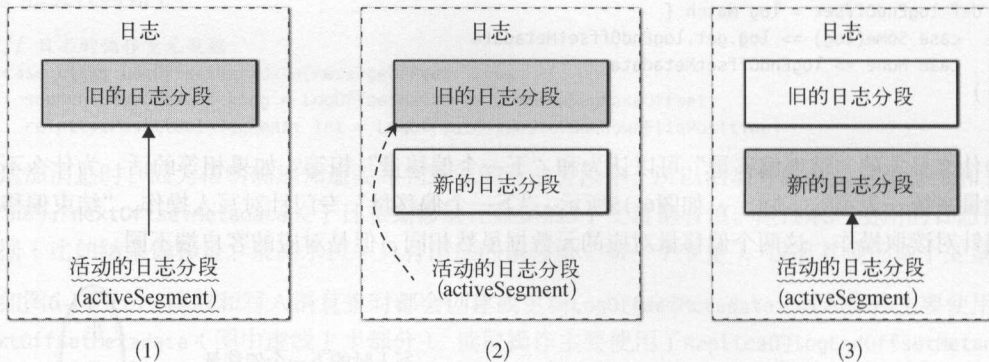 日志
旧的日志分段
活动的日志分段
(activeSegment)
(1)
日志
旧的日志分段
新的日志分段
活动的日志分段
(activeSegment)
(2)
日志
旧的日志分段
新的日志分段
活动的日志分段
(activeSegment)
(3)